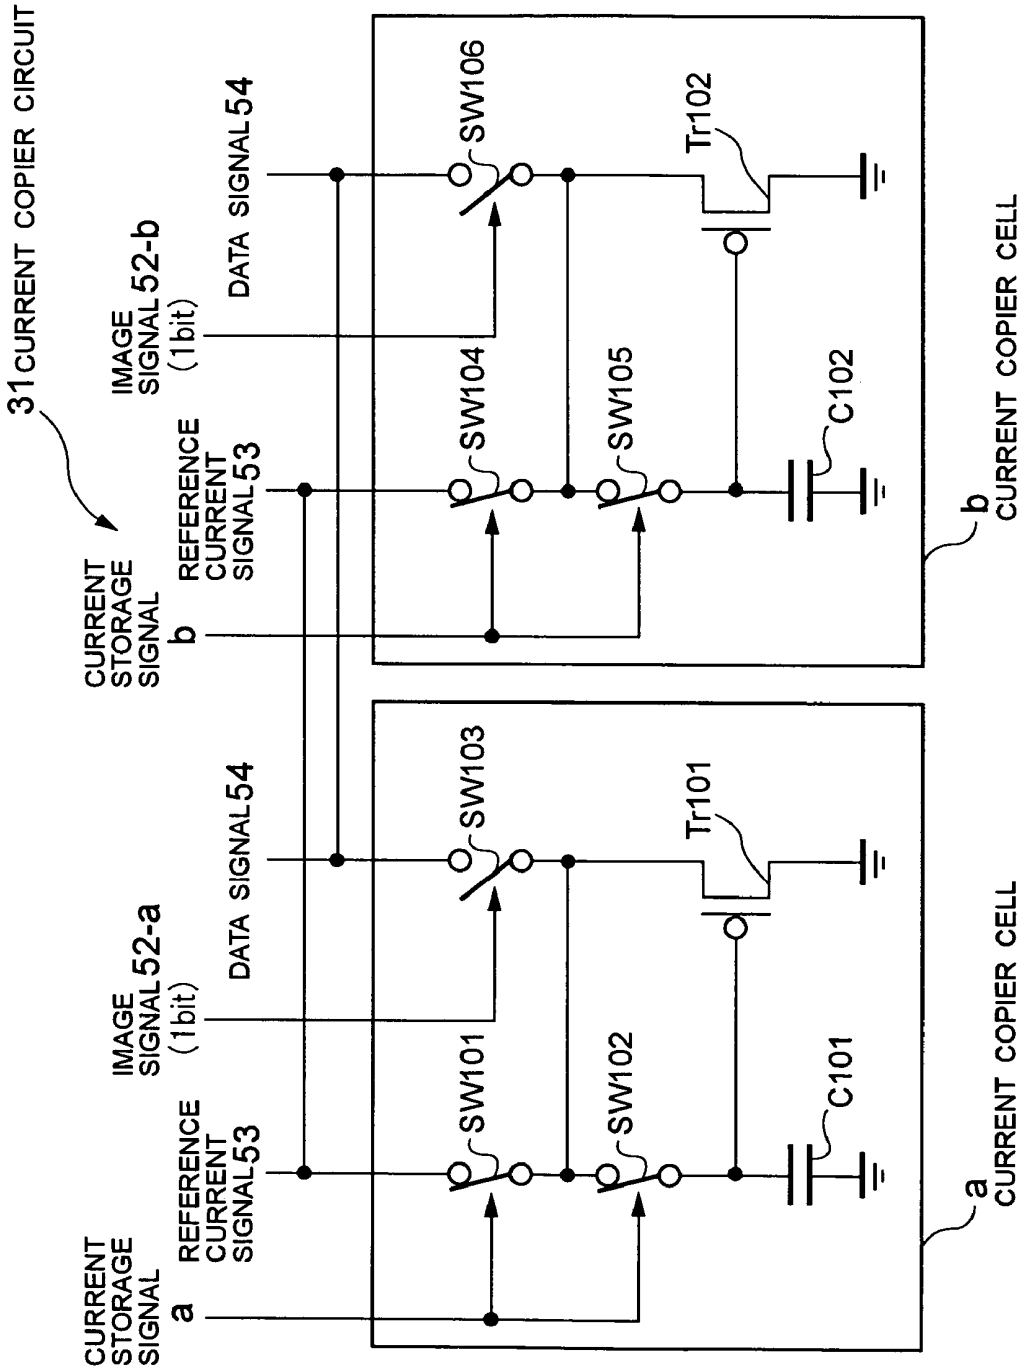 31 CURRENT COPIER CIRCUIT
CURRENT
STORAGE
SIGNAL
a
REFERENCE
CURRENT
SIGNAL 53
IMAGE
SIGNAL 52-a
(1bit)
DATA SIGNAL 54
CURRENT
STORAGE
SIGNAL
b
REFERENCE
CURRENT
SIGNAL 53
IMAGE
SIGNAL 52-b
(1bit)
DATA SIGNAL 54
SW101
SW103
SW102
Tr101
C101
a
CURRENT COPIER CELL
SW104
SW106
SW105
Tr102
C102
b
CURRENT COPIER CELL